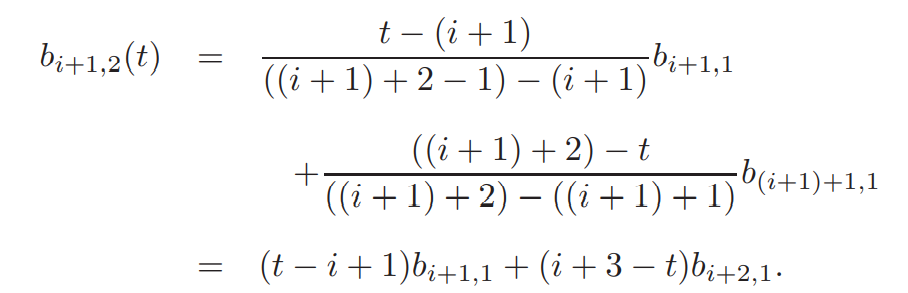 b_{i+1,2}(t) = \frac{t - (i + 1)}{((i + 1) + 2 - 1) - (i + 1)} b_{i+1,1}
+ \frac{((i + 1) + 2) - t}{((i + 1) + 2) - ((i + 1) + 1)} b_{(i+1)+1,1}
= (t - i + 1)b_{i+1,1} + (i + 3 - t)b_{i+2,1}.